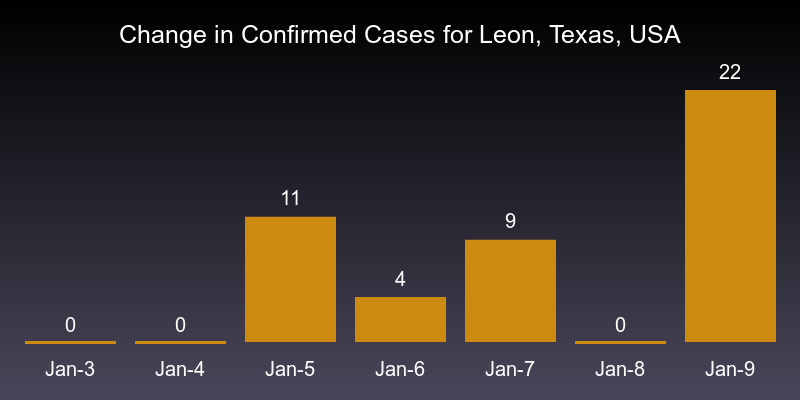 Change in Confirmed Cases for Leon, Texas, USA
22
11
9
4
0
0
0
Jan-3
Jan-4
Jan-5
Jan-6
Jan-7
Jan-8
Jan-9